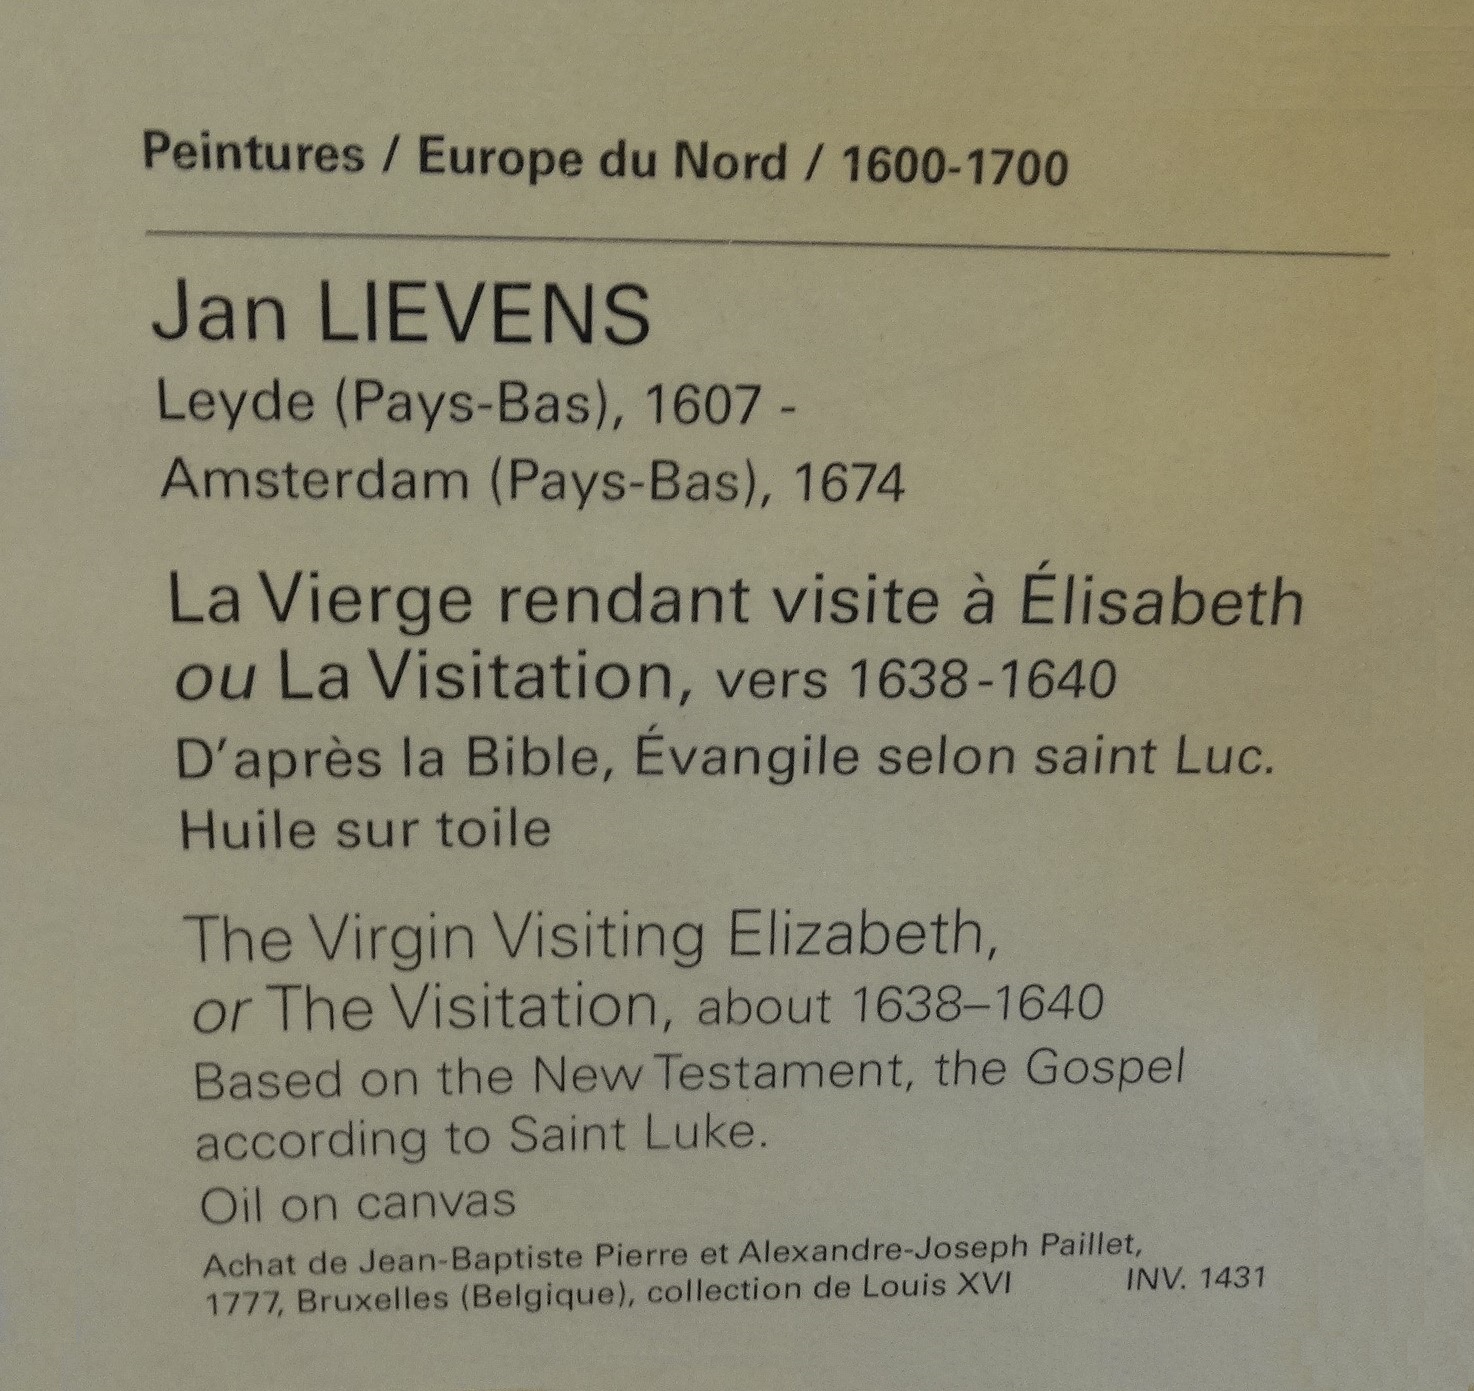 Peintures / Europe du Nord / 1600-1700
Jan LIEVENS
Leyde (Pays-Bas), 1607 -
Amsterdam (Pays-Bas), 1674
La Vierge rendant visite à Élisabeth
ou La Visitation, vers 1638-1640
D'après la Bible, Évangile selon saint Luc.
Huile sur toile
The Virgin Visiting Elizabeth,
or The Visitation, about 1638–1640
Based on the New Testament, the Gospel
according to Saint Luke.
Oil on canvas
Achat de Jean-Baptiste Pierre et Alexandre-Joseph Paillet,
1777, Bruxelles (Belgique), collection de Louis XVI INV. 1431